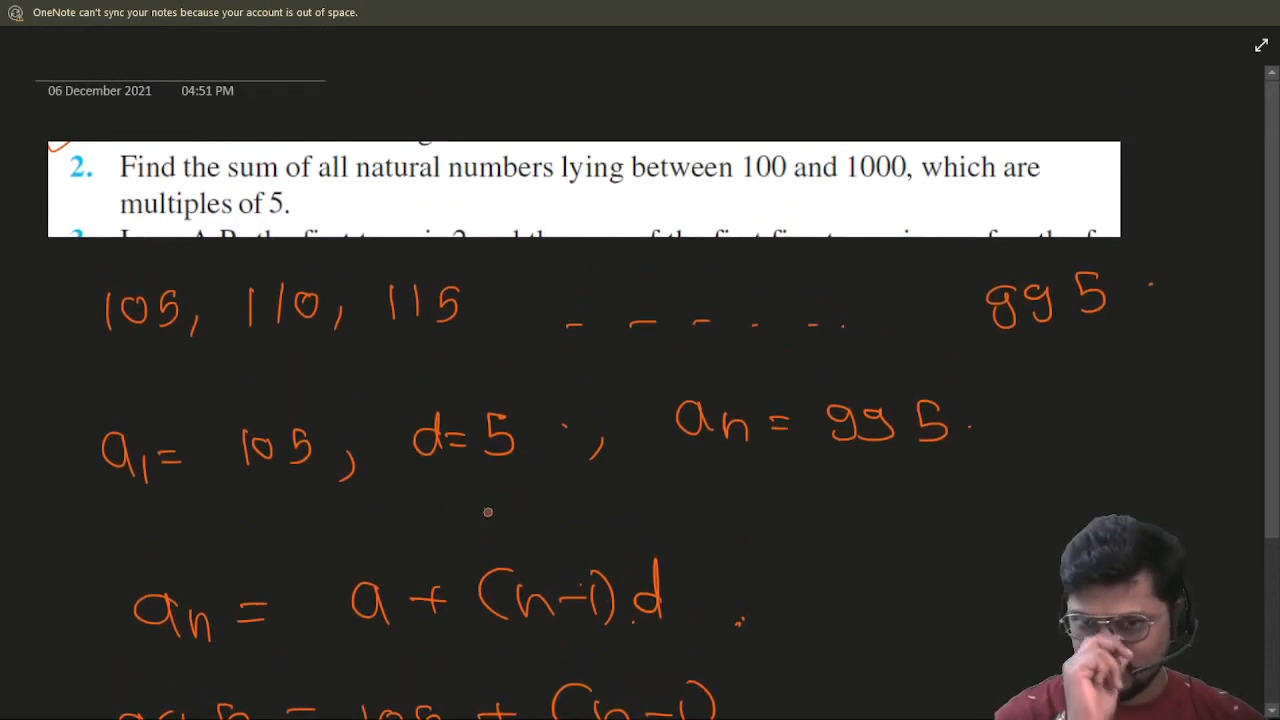 OneNote can't sync your notes because your account is out of space.
06 December 2021 04:51 PM
2. Find the sum of all natural numbers lying between 100 and 1000, which are
multiples of 5.
105, 110, 115 - - - - - . 995 .
a1 = 105, d = 5 , an = 995 .
an = a + (n-1) d .
= 105 + (n-1)